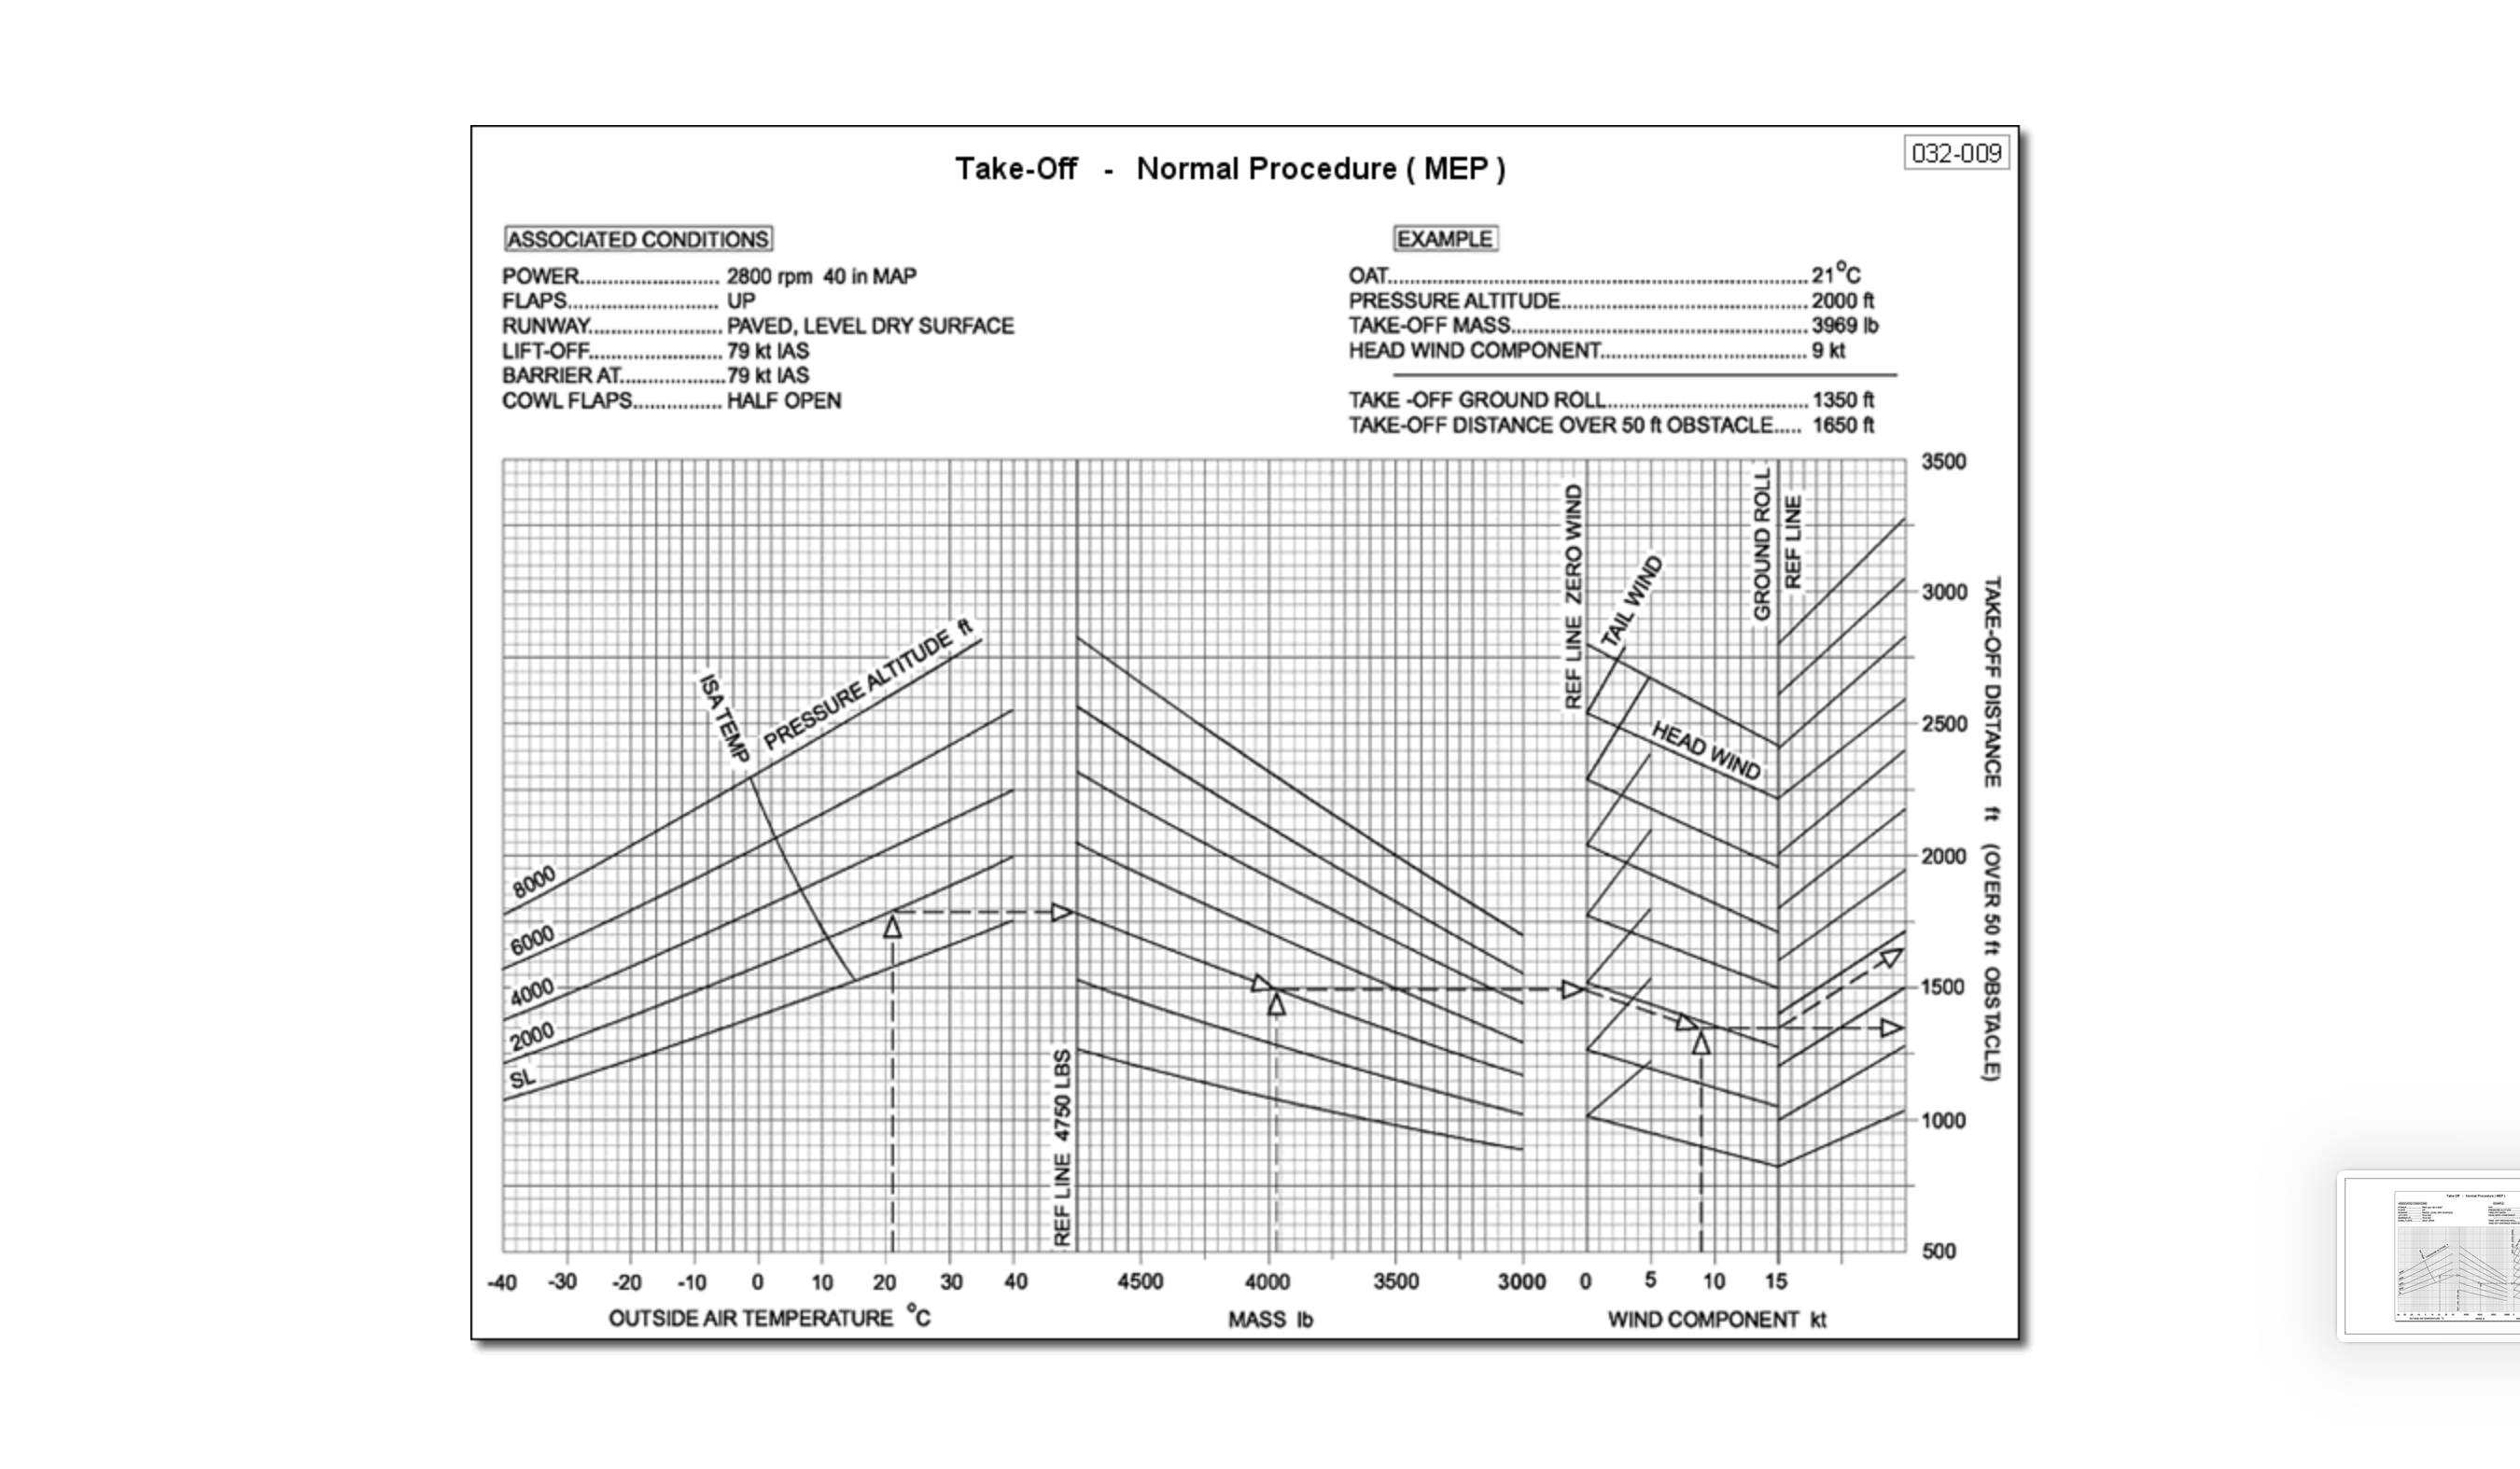 032-009
Take-Off - Normal Procedure ( MEP )
ASSOCIATED CONDITIONS
POWER.......................... 2800 rpm 40 in MAP
FLAPS............................ UP
RUNWAY......................... PAVED, LEVEL DRY SURFACE
LIFT-OFF......................... 79 kt IAS
BARRIER AT.................... 79 kt IAS
COWL FLAPS................. HALF OPEN
EXAMPLE
OAT.......................................................................... 21°C
PRESSURE ALTITUDE............................................ 2000 ft
TAKE-OFF MASS..................................................... 3969 lb
HEAD WIND COMPONENT..................................... 9 kt
TAKE -OFF GROUND ROLL.................................... 1350 ft
TAKE-OFF DISTANCE OVER 50 ft OBSTACLE..... 1650 ft
ISA TEMP
PRESSURE ALTITUDE ft
8000
6000
4000
2000
SL
REF LINE 4750 LBS
REF LINE ZERO WIND
TAIL WIND
HEAD WIND
GROUND ROLL
REF LINE
3500
3000
2500
2000
1500
1000
500
TAKE-OFF DISTANCE ft (OVER 50 ft OBSTACLE)
-40 -30 -20 -10 0 10 20 30 40 4500 4000 3500 3000 0 5 10 15
OUTSIDE AIR TEMPERATURE °C
MASS lb
WIND COMPONENT kt